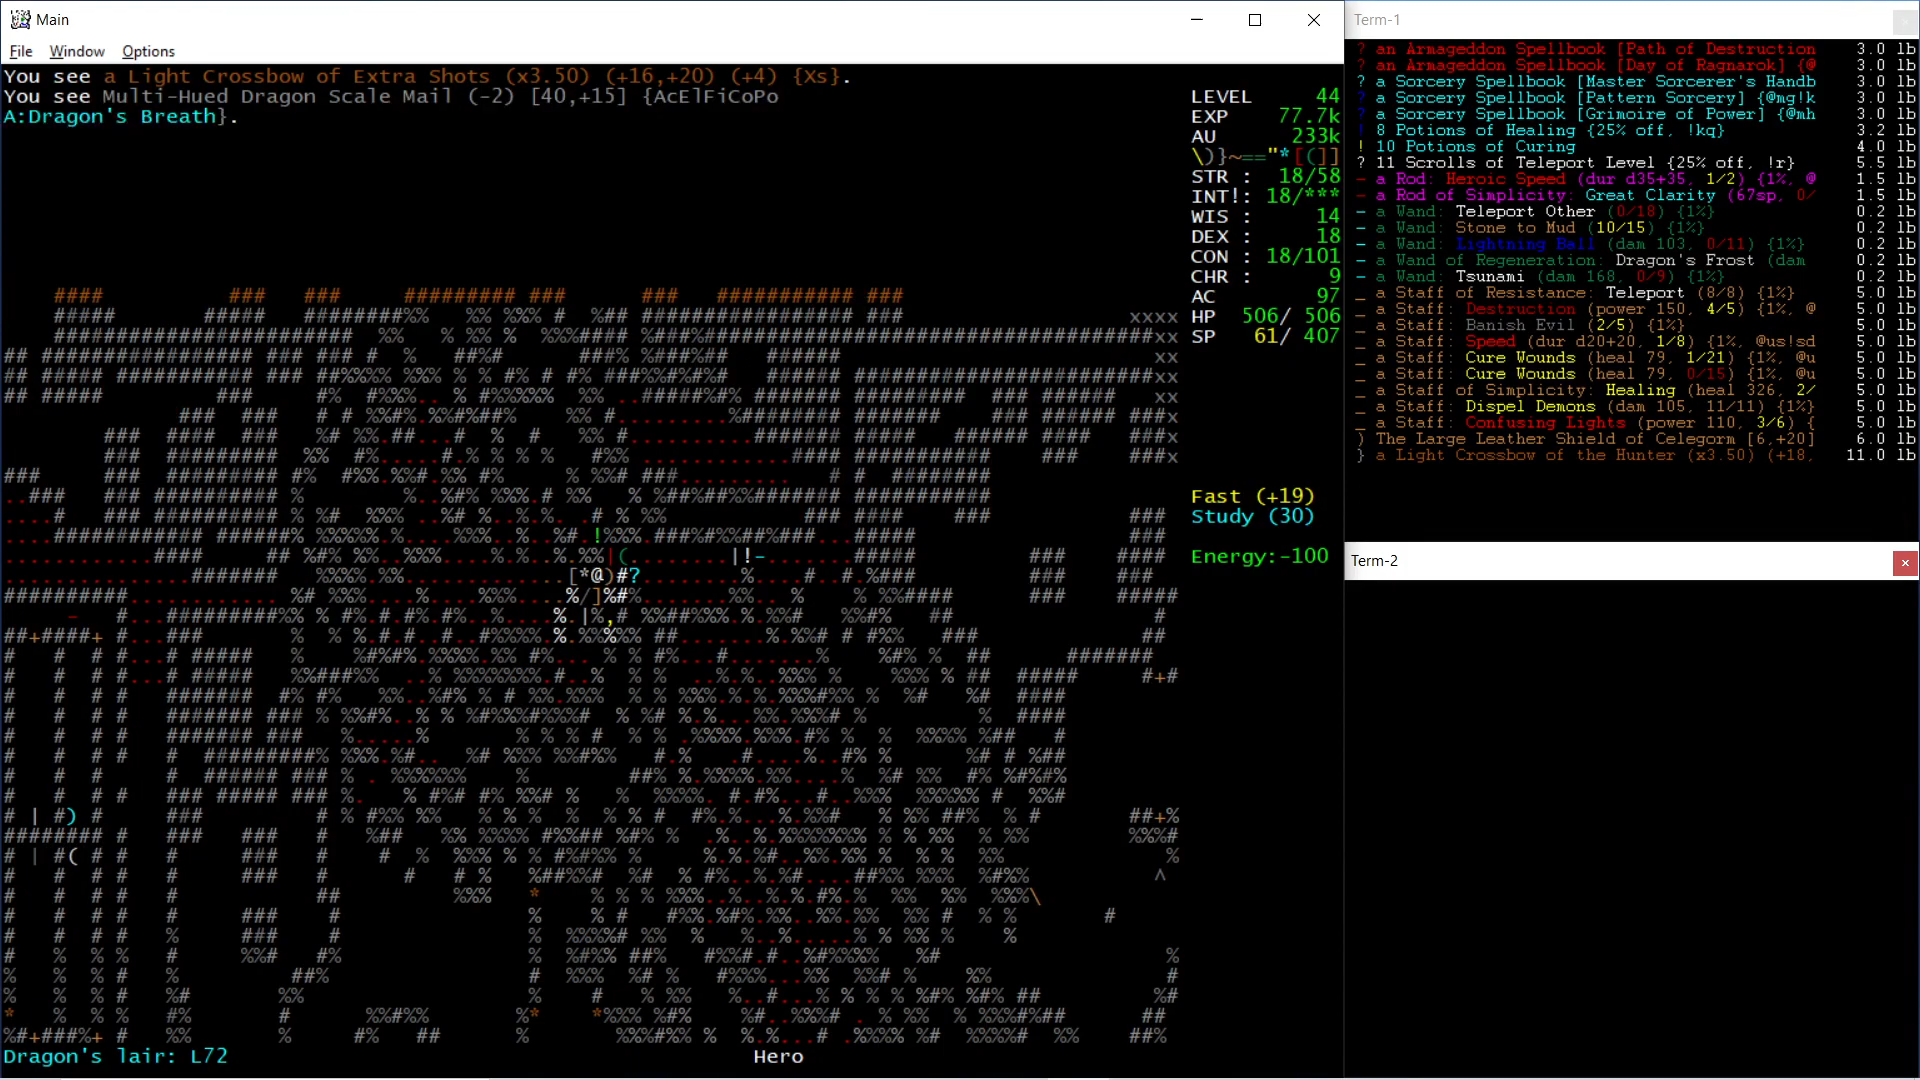 Main
File Window Options
You see a Light Crossbow of Extra Shots (x3.50) (+16,+20) (+4) {Xs}.
You see Multi-Hued Dragon Scale Mail (-2) [40,+15] {AcElFiCoPo
A:Dragon's Breath}.
LEVEL 44
EXP 77.7k
AU 233k
\)}~=="*[(]]
STR : 18/58
INT!: 18/***
WIS : 14
DEX : 18
CON : 18/101
CHR : 9
AC 97
HP 506/ 506
SP 61/ 407
Fast (+19)
Study (30)
Energy:-100
Dragon's lair: L72
Hero
Term-1
? an Armageddon Spellbook [Path of Destruction 3.0 lb
? an Armageddon Spellbook [Day of Ragnarok] {@ 3.0 lb
? a Sorcery Spellbook [Master Sorcerer's Handb 3.0 lb
? a Sorcery Spellbook [Pattern Sorcery] {@mg!k 3.0 lb
? a Sorcery Spellbook [Grimoire of Power] {@mh 3.0 lb
! 8 Potions of Healing {25% off, !kq} 3.2 lb
! 10 Potions of Curing 4.0 lb
? 11 Scrolls of Teleport Level {25% off, !r} 5.5 lb
- a Rod: Heroic Speed (dur d35+35, 1/2) {1%, @ 1.5 lb
- a Rod of Simplicity: Great Clarity (67sp, 0/ 1.5 lb
- a Wand: Teleport Other (0/18) {1%} 0.2 lb
- a Wand: Stone to Mud (10/15) {1%} 0.2 lb
- a Wand: Lightning Ball (dam 103, 0/11) {1%} 0.2 lb
- a Wand of Regeneration: Dragon's Frost (dam 0.2 lb
- a Wand: Tsunami (dam 168, 0/9) {1%} 0.2 lb
_ a Staff of Resistance: Teleport (8/8) {1%} 5.0 lb
_ a Staff: Destruction (power 150, 4/5) {1%, @ 5.0 lb
_ a Staff: Banish Evil (2/5) {1%} 5.0 lb
_ a Staff: Speed (dur d20+20, 1/8) {1%, @us!sd 5.0 lb
_ a Staff: Cure Wounds (heal 79, 1/21) {1%, @u 5.0 lb
_ a Staff: Cure Wounds (heal 79, 0/15) {1%, @u 5.0 lb
_ a Staff of Simplicity: Healing (heal 326, 2/ 5.0 lb
_ a Staff: Dispel Demons (dam 105, 11/11) {1%} 5.0 lb
_ a Staff: Confusing Lights (power 110, 3/6) { 5.0 lb
) The Large Leather Shield of Celegorm [6,+20] 6.0 lb
} a Light Crossbow of the Hunter (x3.50) (+18, 11.0 lb
Term-2